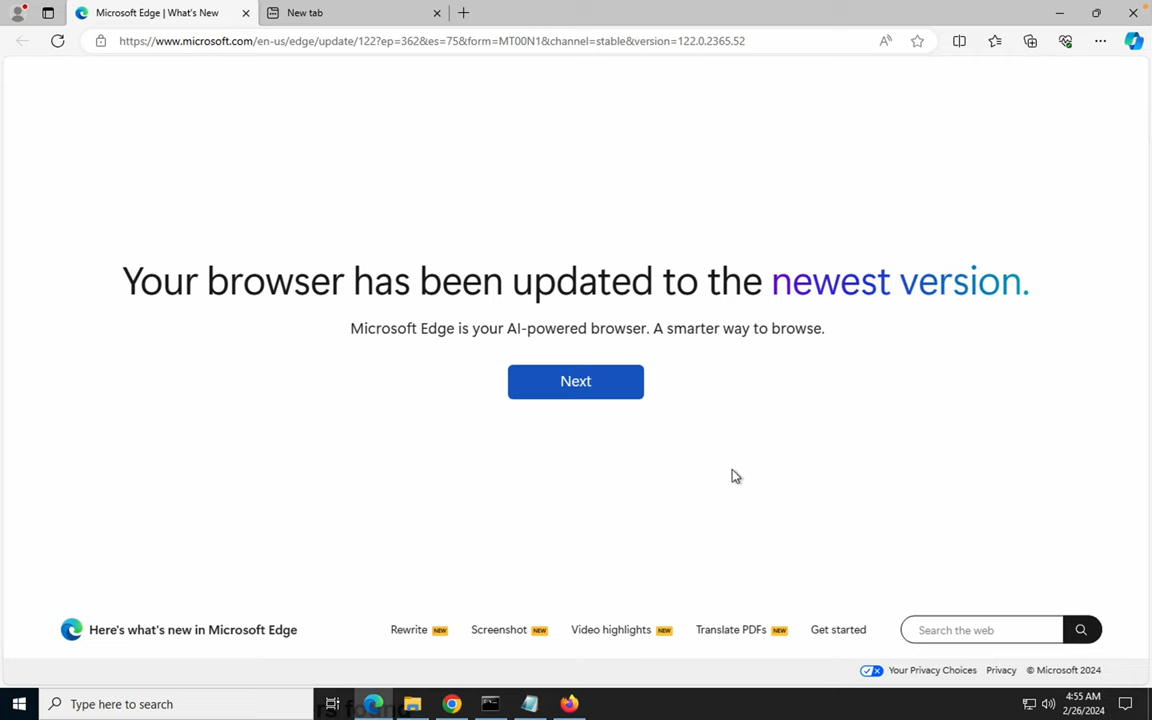 Microsoft Edge | What's New
New tab
https://www.microsoft.com/en-us/edge/update/122?ep=362&es=75&form=MT00N1&channel=stable&version=122.0.2365.52
Your browser has been updated to the newest version.
Microsoft Edge is your AI-powered browser. A smarter way to browse.
Next
Here's what's new in Microsoft Edge
Rewrite NEW
Screenshot NEW
Video highlights NEW
Translate PDFs NEW
Get started
Search the web
Your Privacy Choices
Privacy
© Microsoft 2024
Type here to search
4:55 AM
2/26/2024